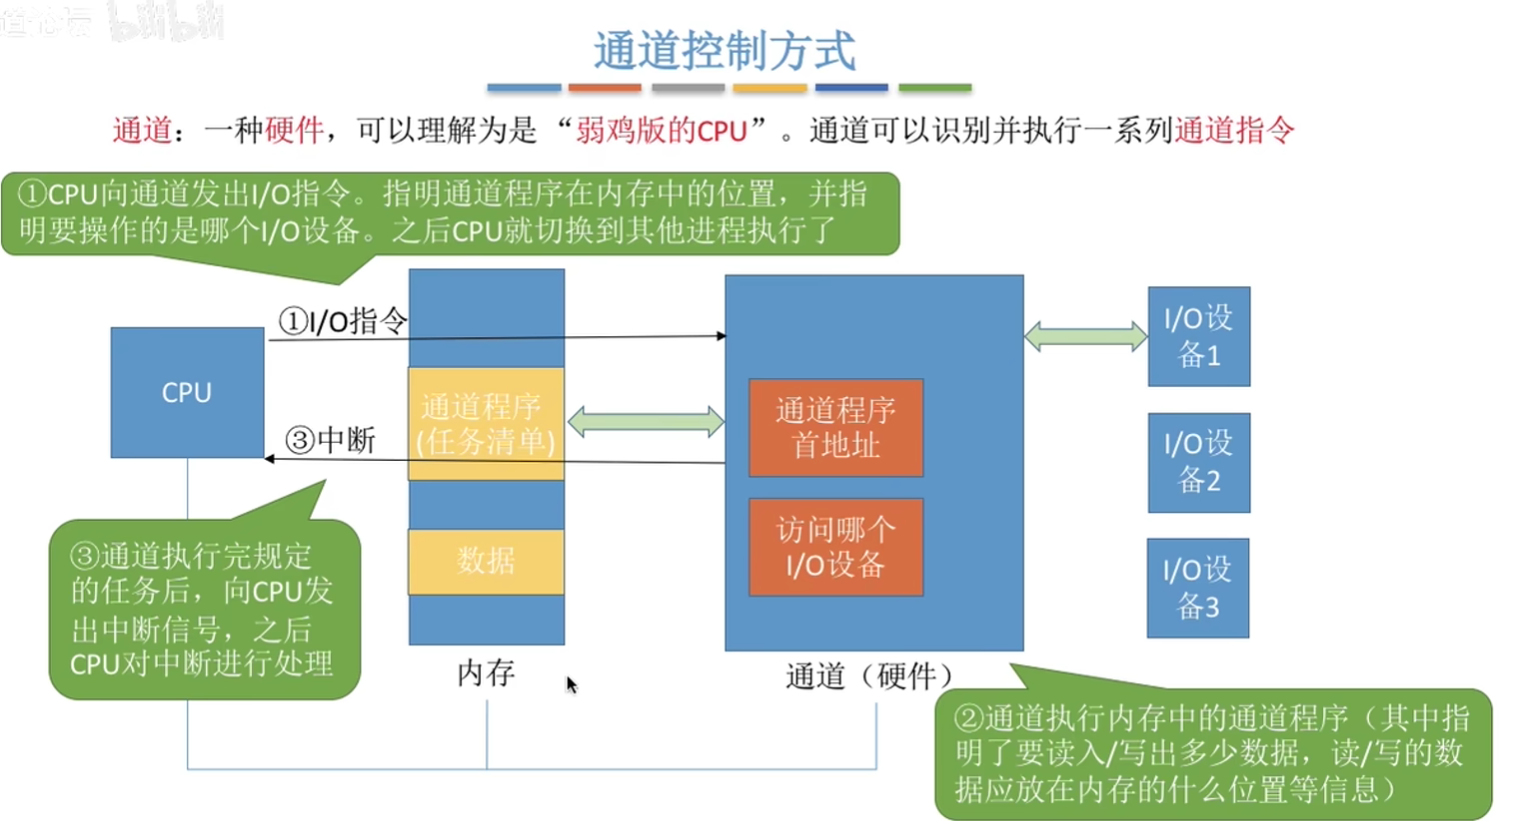 bilibili
通道控制方式
通道：一种硬件，可以理解为是“弱鸡版的CPU”。通道可以识别并执行一系列通道指令
①CPU向通道发出I/O指令。指明通道程序在内存中的位置，并指
明要操作的是哪个I/O设备。之后CPU就切换到其他进程执行了
①I/O指令
CPU
③中断
通道程序
(任务清单)
数据
内存
通道程序
首地址
访问哪个
I/O设备
通道（硬件）
I/O设
备1
I/O设
备2
I/O设
备3
③通道执行完规定
的任务后，向CPU发
出中断信号，之后
CPU对中断进行处理
②通道执行内存中的通道程序（其中指
明了要读入/写出多少数据，读/写的数
据应放在内存的什么位置等信息）